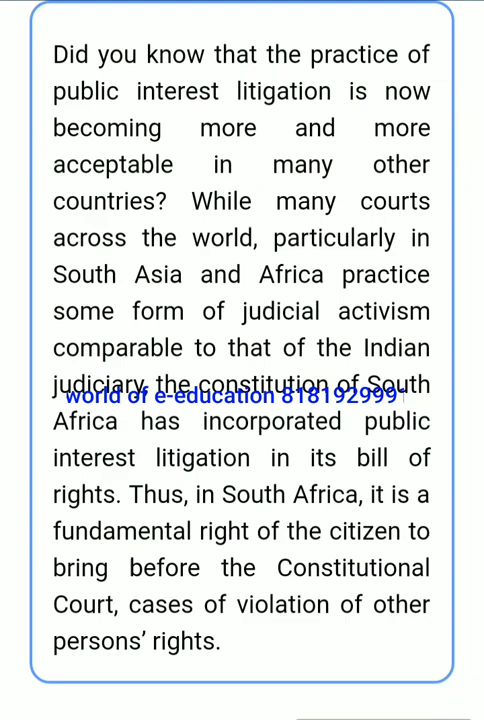 Did you know that the practice of
public interest litigation is now
becoming more and more
acceptable in many other
countries? While many courts
across the world, particularly in
South Asia and Africa practice
some form of judicial activism
comparable to that of the Indian
judiciary, the constitution of South
world of e-education 818192999
Africa has incorporated public
interest litigation in its bill of
rights. Thus, in South Africa, it is a
fundamental right of the citizen to
bring before the Constitutional
Court, cases of violation of other
persons’ rights.